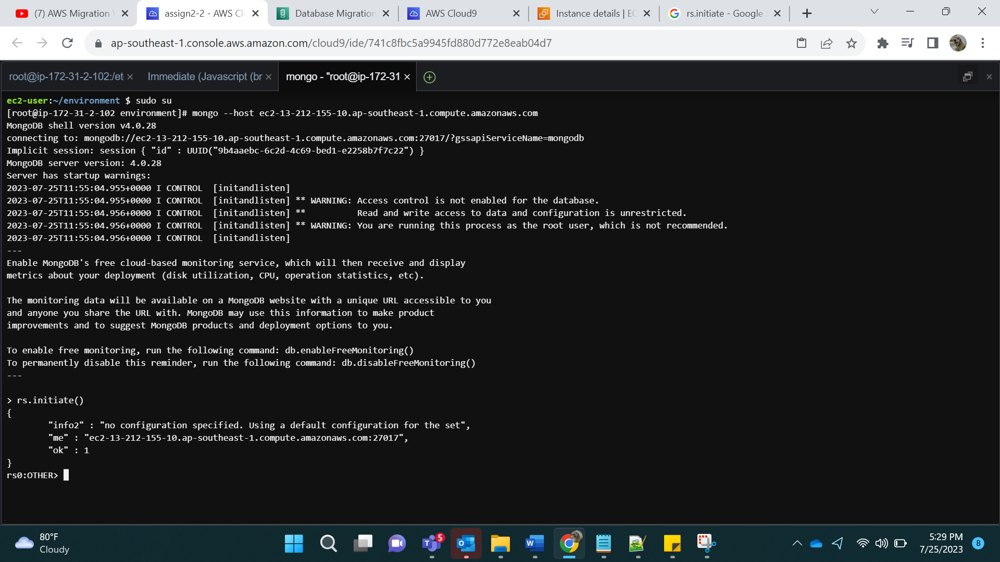 (7) AWS Migration
assign2-2 - AWS Cl
Database Migration
AWS Cloud9
Instance details | EC
rs.initiate - Google
ap-southeast-1.console.aws.amazon.com/cloud9/ide/741c8fbc5a9945fd880d772e8eab04d7
root@ip-172-31-2-102:/et
Immediate (Javascript (br
mongo - "root@ip-172-31
ec2-user:~/environment $ sudo su
[root@ip-172-31-2-102 environment]# mongo --host ec2-13-212-155-10.ap-southeast-1.compute.amazonaws.com
MongoDB shell version v4.0.28
connecting to: mongodb://ec2-13-212-155-10.ap-southeast-1.compute.amazonaws.com:27017/?gssapiServiceName=mongodb
Implicit session: session { "id" : UUID("9b4aaebc-6c2d-4c69-bed1-e2258b7f7c22") }
MongoDB server version: 4.0.28
Server has startup warnings:
2023-07-25T11:55:04.955+0000 I CONTROL  [initandlisten]
2023-07-25T11:55:04.955+0000 I CONTROL  [initandlisten] ** WARNING: Access control is not enabled for the database.
2023-07-25T11:55:04.956+0000 I CONTROL  [initandlisten] **          Read and write access to data and configuration is unrestricted.
2023-07-25T11:55:04.956+0000 I CONTROL  [initandlisten] ** WARNING: You are running this process as the root user, which is not recommended.
2023-07-25T11:55:04.956+0000 I CONTROL  [initandlisten]
---
Enable MongoDB's free cloud-based monitoring service, which will then receive and display
metrics about your deployment (disk utilization, CPU, operation statistics, etc).
The monitoring data will be available on a MongoDB website with a unique URL accessible to you
and anyone you share the URL with. MongoDB may use this information to make product
improvements and to suggest MongoDB products and deployment options to you.
To enable free monitoring, run the following command: db.enableFreeMonitoring()
To permanently disable this reminder, run the following command: db.disableFreeMonitoring()
---
> rs.initiate()
{
"info2" : "no configuration specified. Using a default configuration for the set",
"me" : "ec2-13-212-155-10.ap-southeast-1.compute.amazonaws.com:27017",
"ok" : 1
}
rs0:OTHER>
80°F
Cloudy
5
5:29 PM
7/25/2023
8